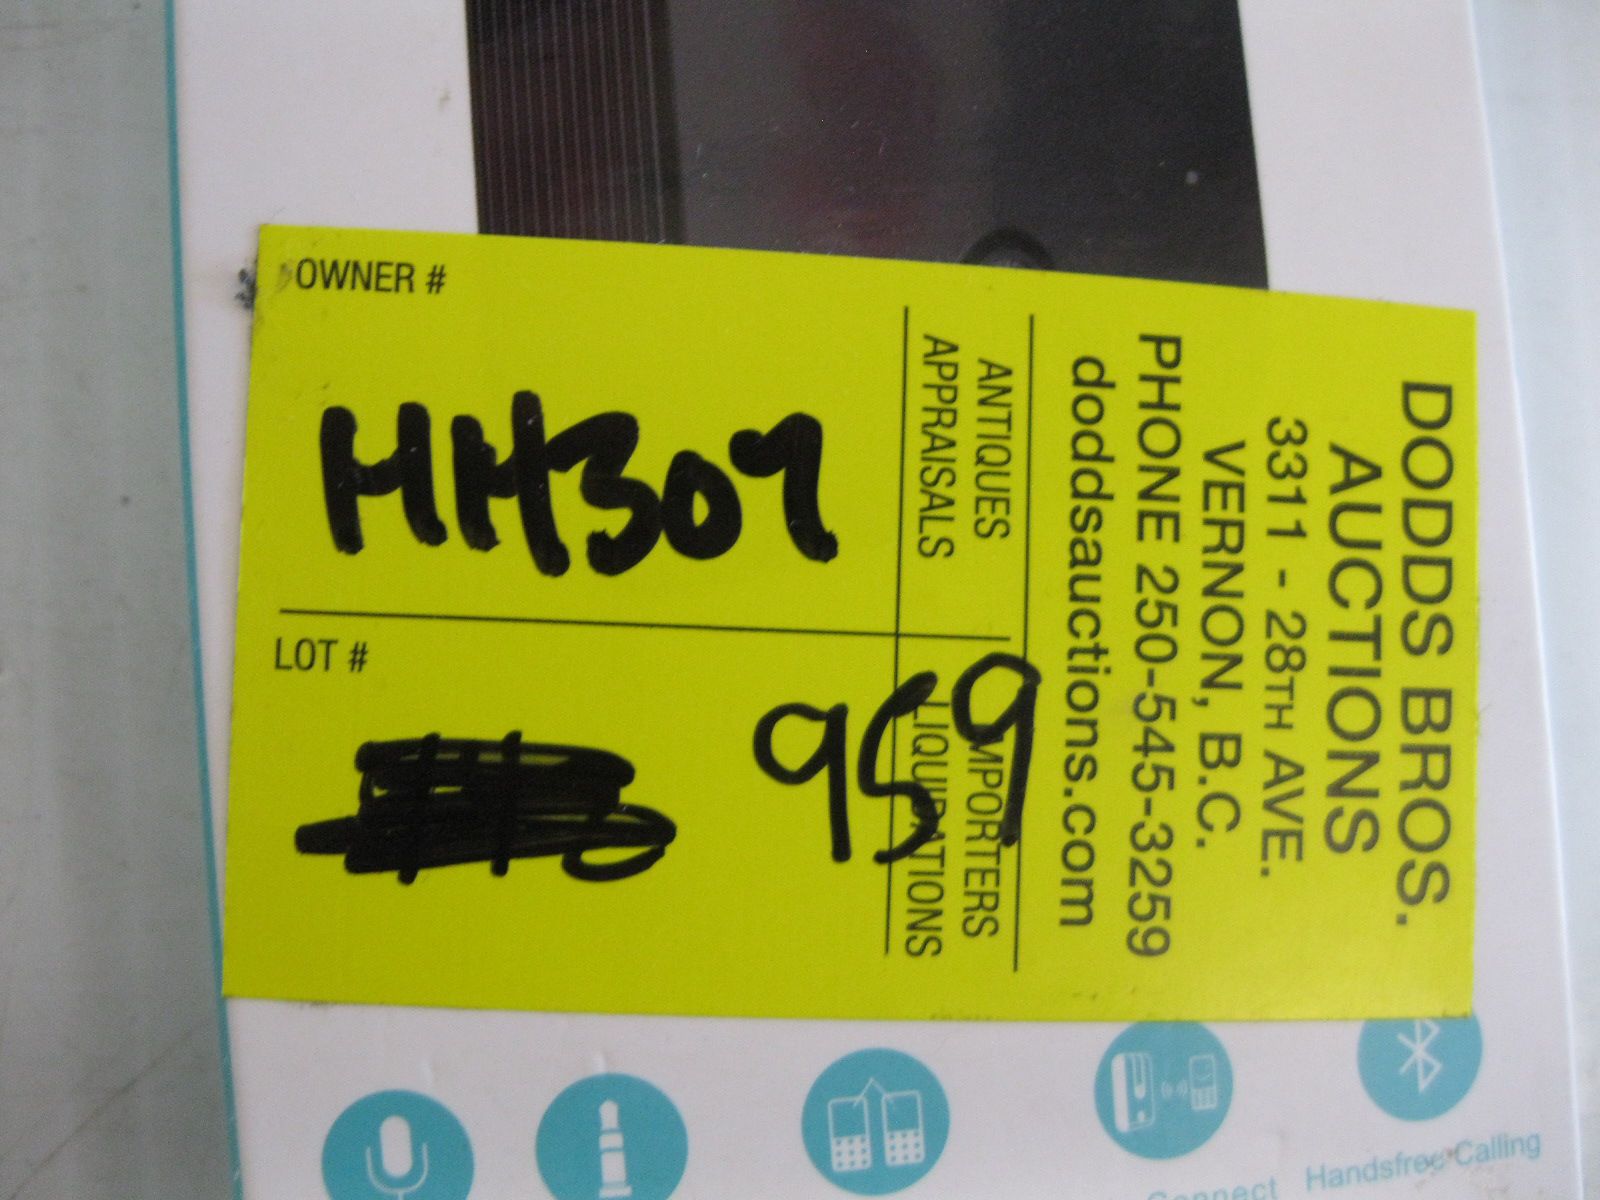 DODDS BROS.
AUCTIONS
3311 - 28TH AVE.
VERNON, B.C.
PHONE 250-545-3259
doddsauctions.com
ANTIQUES
APPRAISALS
IMPORTERS
LIQUIDATIONS
OWNER #
HH307
LOT #
959
Connect
Handsfree Calling